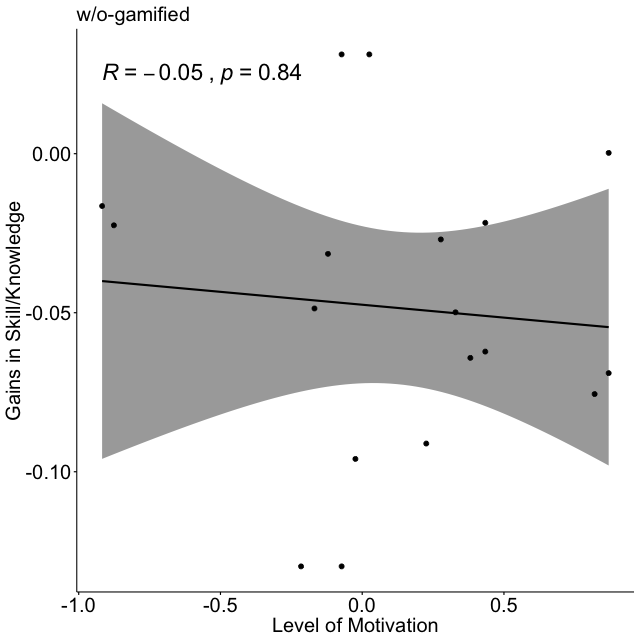 w/o-gamified
R = −0.05 , p = 0.84
0.00
-0.05
-0.10
Gains in Skill/Knowledge
-1.0 -0.5 0.0 0.5
Level of Motivation